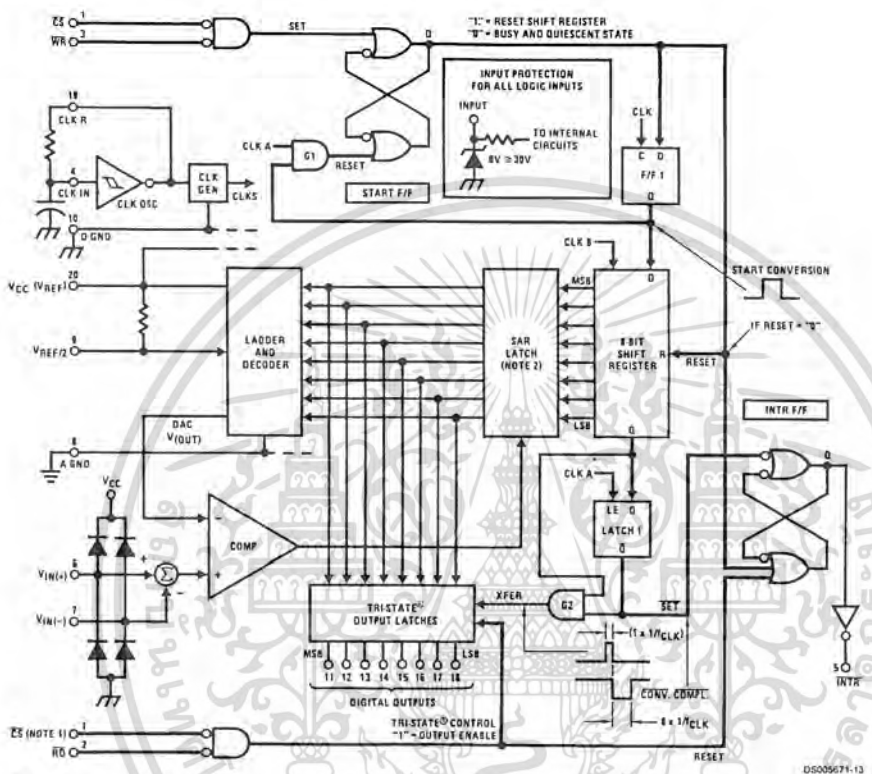 C̅S̅ 1
W̅R̅ 3
SET
Q
"1" = RESET SHIFT REGISTER
"0" = BUSY AND QUIESCENT STATE
INPUT PROTECTION
FOR ALL LOGIC INPUTS
INPUT
TO INTERNAL
CIRCUITS
BV ≥ 30V
19
CLK R
4
CLK IN
CLK OSC
CLK
GEN
CLKS
10
D GND
CLK A
G1
RESET
START F/F
CLK
C D
F/F 1
Q
CLK B
D
START CONVERSION
20
VCC (VREF)
9
VREF/2
LADDER
AND
DECODER
SAR
LATCH
(NOTE 2)
MSB
LSB
8-BIT
SHIFT
REGISTER
R
RESET
IF RESET = "0"
Q
INTR F/F
DAC
V(OUT)
8
A GND
VCC
COMP
-
+
CLK A
LE D
LATCH 1
Q
Q
6
VIN(+)
7
VIN(-)
+
Σ
-
XFER
G2
S̅E̅T̅
TRI-STATE®
OUTPUT LATCHES
MSB
LSB
11 12 13 14 15 16 17 18
DIGITAL OUTPUTS
(1 x 1/fCLK)
CONV. COMPL.
8 x 1/fCLK
5
I̅N̅T̅R̅
TRI-STATE® CONTROL
"1" = OUTPUT ENABLE
C̅S̅ (NOTE 1) 1
R̅D̅ 2
RESET
DS005671-13